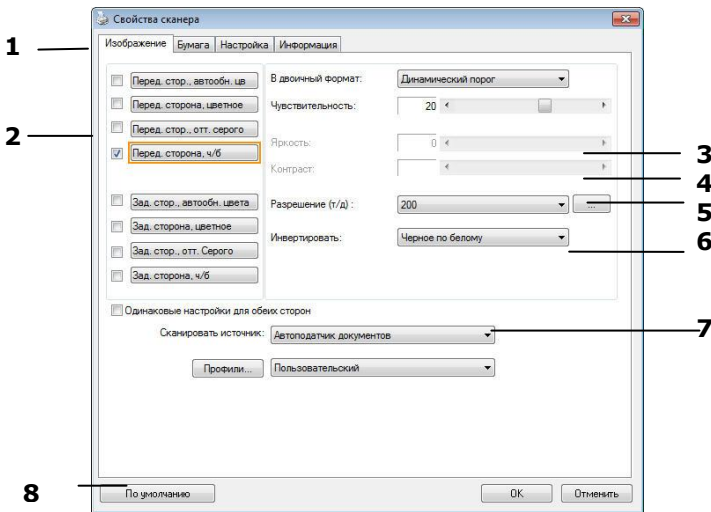 Свойства сканера
1
Изображение Бумага Настройка Информация
Перед. стор., автообн. цв
В двоичный формат: Динамический порог
Перед. сторона, цветное
Чувствительность: 20
2
Перед. стор., отт. серого
Перед. сторона, ч/б
Яркость: 0
3
Контраст:
4
Зад. стор., автообн. цвета
Разрешение (т/д) : 200 ...
5
Зад. сторона, цветное
Инвертировать: Черное по белому
6
Зад. стор., отт. Серого
Зад. сторона, ч/б
Одинаковые настройки для обеих сторон
Сканировать источник: Автоподатчик документов
7
Профили... Пользовательский
8
По умолчанию OK Отменить